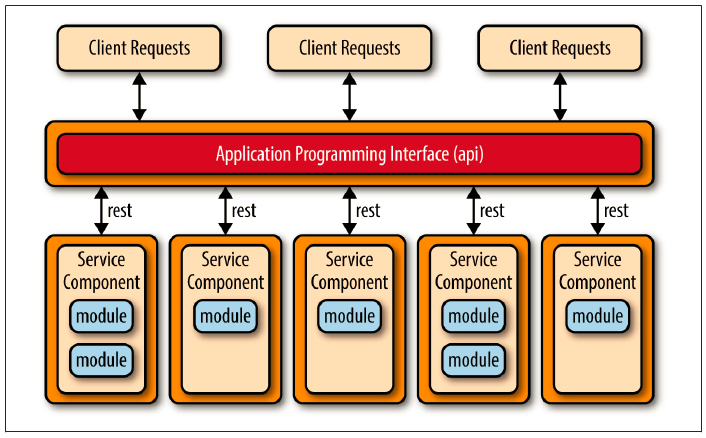 Client Requests
Client Requests
Client Requests
Application Programming Interface (api)
rest
rest
rest
rest
rest
Service
Component
module
module
Service
Component
module
Service
Component
module
Service
Component
module
module
Service
Component
module